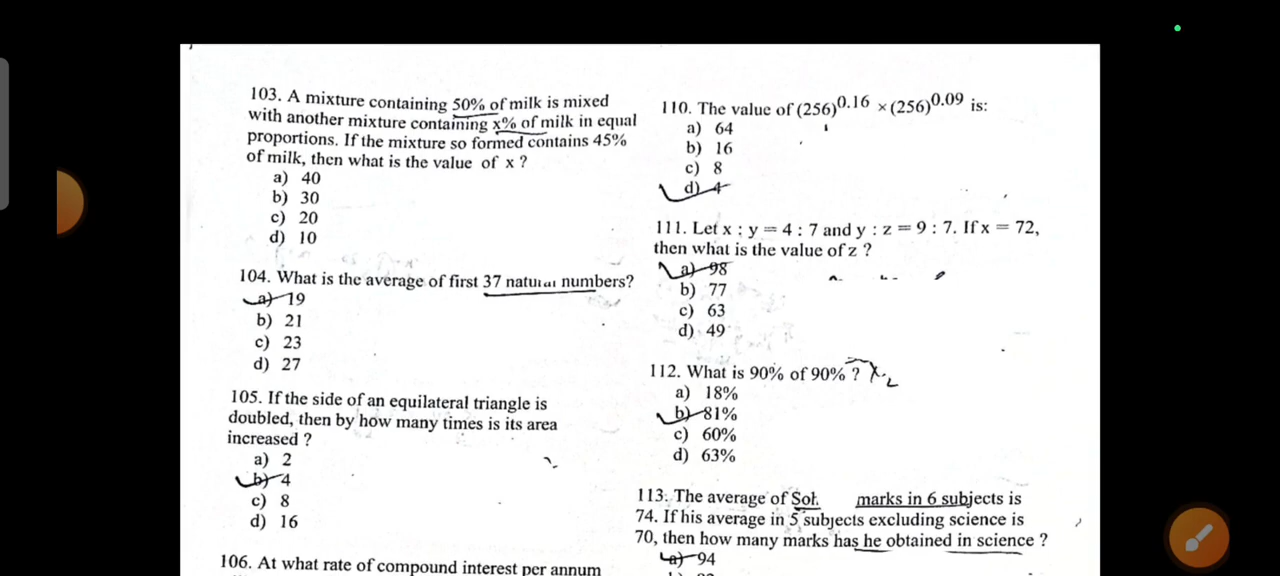 103. A mixture containing 50% of milk is mixed
with another mixture containing x% of milk in equal
proportions. If the mixture so formed contains 45%
of milk, then what is the value of x ?
a) 40
b) 30
c) 20
d) 10
104. What is the average of first 37 natural numbers?
a) 19
b) 21
c) 23
d) 27
105. If the side of an equilateral triangle is
doubled, then by how many times is its area
increased ?
a) 2
b) 4
c) 8
d) 16
106. At what rate of compound interest per annum
110. The value of (256)^0.16 × (256)^0.09 is:
a) 64
b) 16
c) 8
d) 4
111. Let x : y = 4 : 7 and y : z = 9 : 7. If x = 72,
then what is the value of z ?
a) 98
b) 77
c) 63
d) 49
112. What is 90% of 90% ?
a) 18%
b) 81%
c) 60%
d) 63%
113. The average of marks in 6 subjects is
74. If his average in 5 subjects excluding science is
70, then how many marks has he obtained in science ?
a) 94